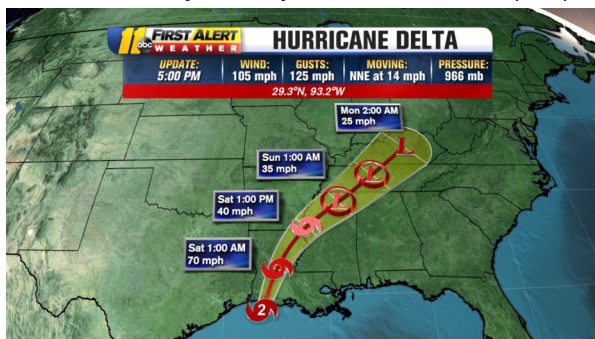 11 abc FIRST ALERT
WEATHER
HURRICANE DELTA
UPDATE: WIND: GUSTS: MOVING: PRESSURE:
5:00 PM 105 mph 125 mph NNE at 14 mph 966 mb
29.3°N, 93.2°W
Mon 2:00 AM
25 mph
Sun 1:00 AM
35 mph
Sat 1:00 PM
40 mph
Sat 1:00 AM
70 mph
L
L
L
2